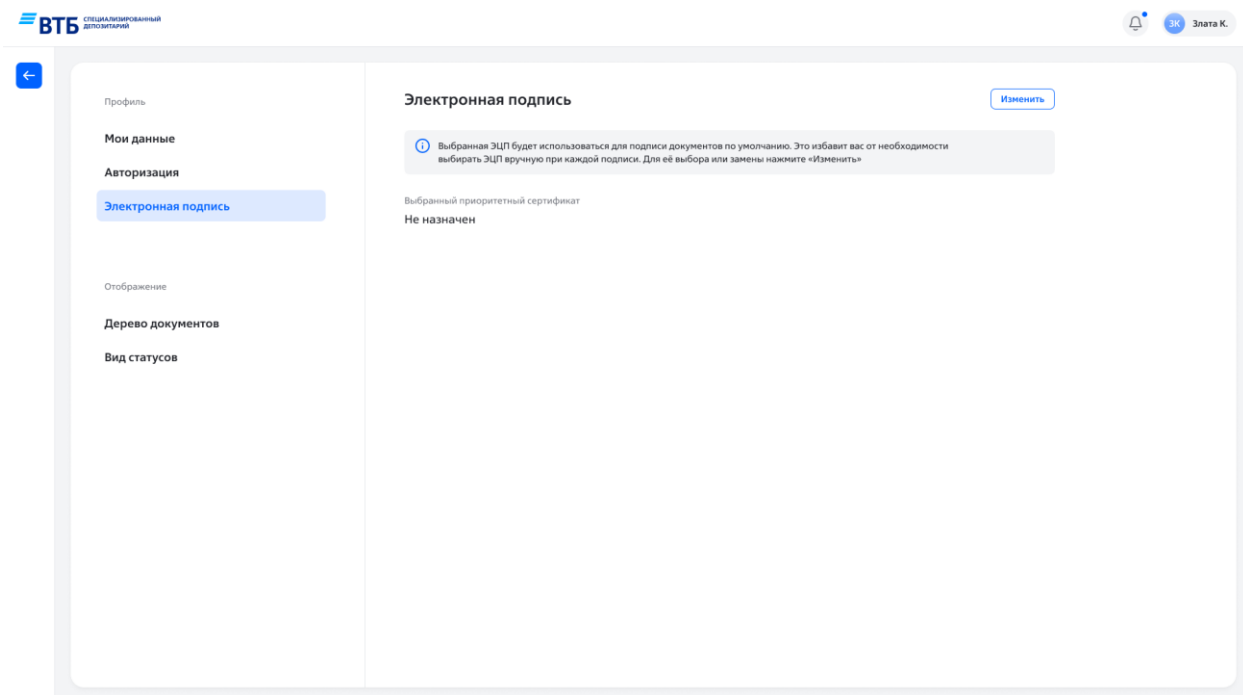 ВТБ СПЕЦИАЛИЗИРОВАННЫЙ
ДЕПОЗИТАРИЙ
ЗК Злата К.
Профиль
Мои данные
Авторизация
Электронная подпись
Отображение
Дерево документов
Вид статусов
Электронная подпись
Изменить
Выбранная ЭЦП будет использоваться для подписи документов по умолчанию. Это избавит вас от необходимости
выбирать ЭЦП вручную при каждой подписи. Для её выбора или замены нажмите «Изменить»
Выбранный приоритетный сертификат
Не назначен